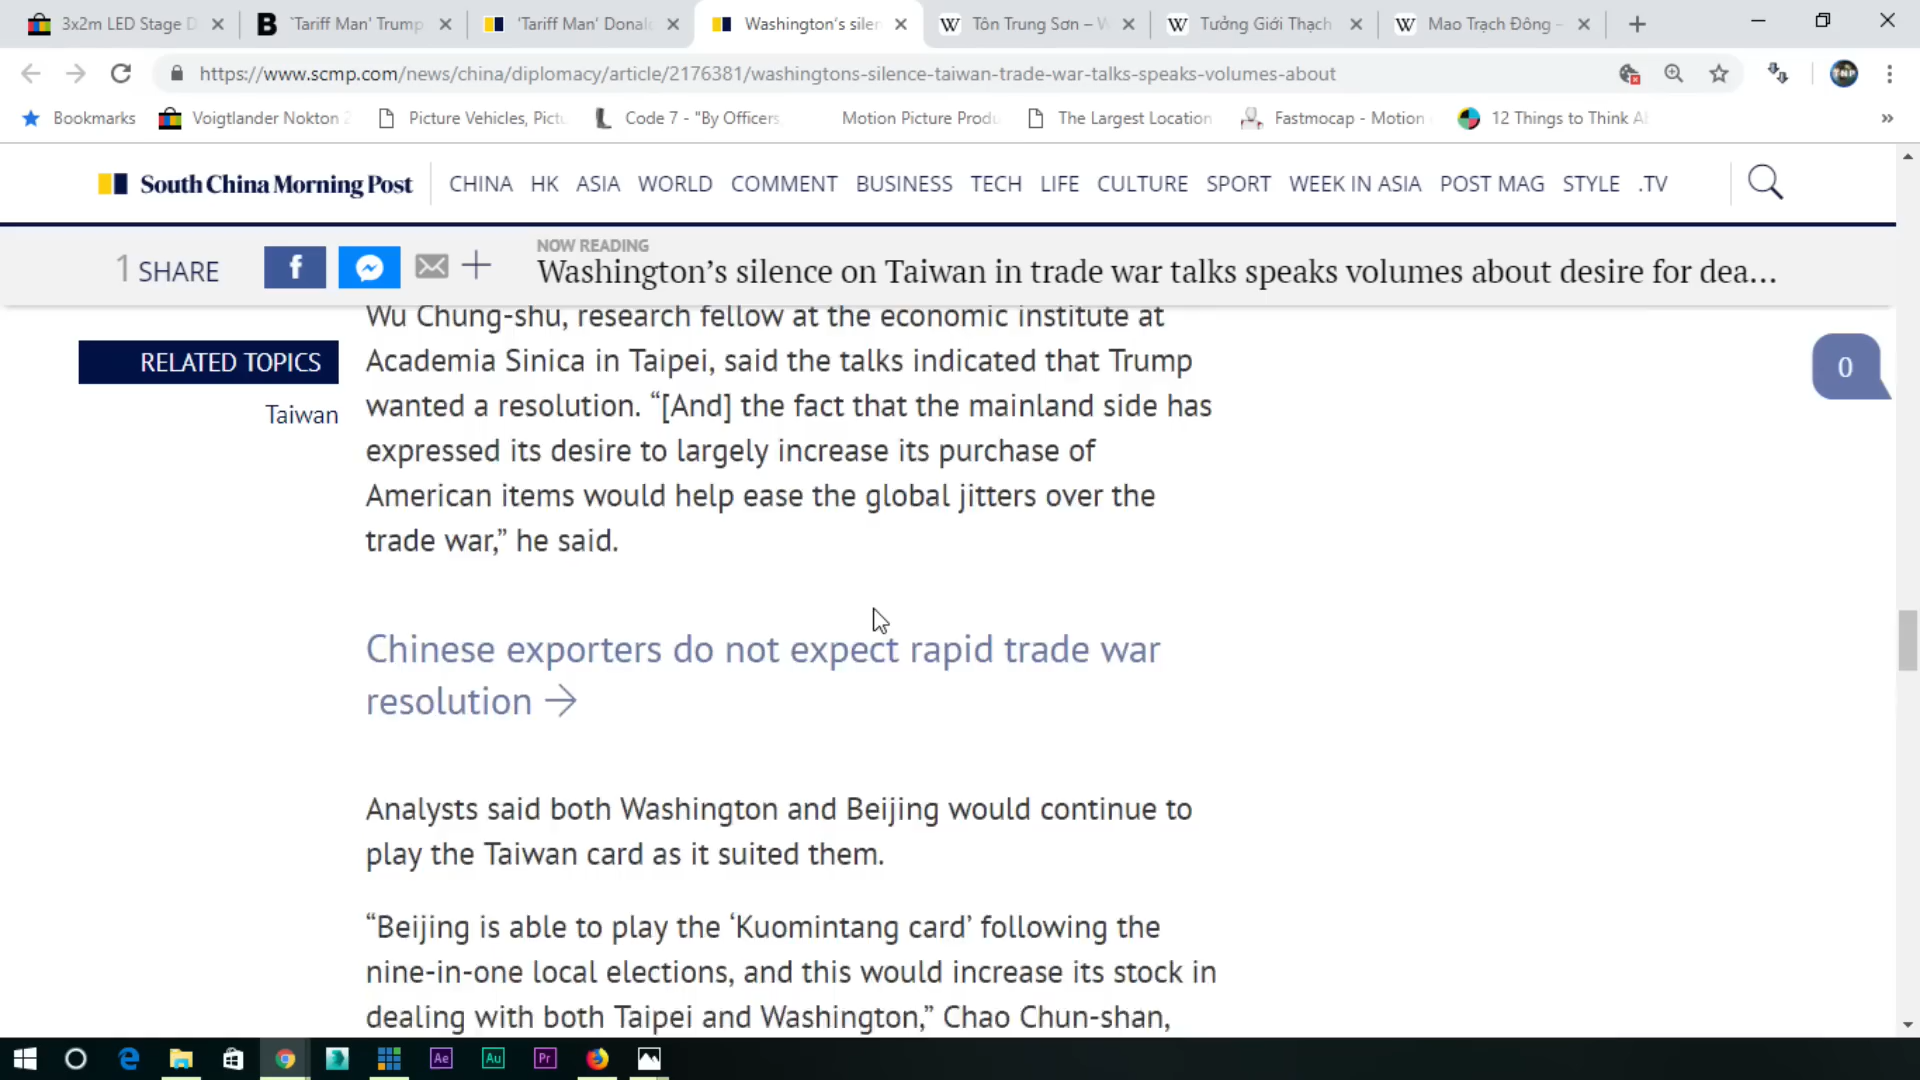 3x2m LED Stage D
`Tariff Man' Trump
'Tariff Man' Donal
Washington's siler
Tôn Trung Sơn – W
Tưởng Giới Thạch
Mao Trạch Đông –
https://www.scmp.com/news/china/diplomacy/article/2176381/washingtons-silence-taiwan-trade-war-talks-speaks-volumes-about
Bookmarks
Voigtlander Nokton 2
Picture Vehicles, Pictu
Code 7 - "By Officers
Motion Picture Produ
The Largest Location
Fastmocap - Motion
12 Things to Think A
»
South China Morning Post
CHINA HK ASIA WORLD COMMENT BUSINESS TECH LIFE CULTURE SPORT WEEK IN ASIA POST MAG STYLE .TV
1 SHARE
NOW READING
Washington's silence on Taiwan in trade war talks speaks volumes about desire for dea...
RELATED TOPICS
Taiwan
Wu Chung-shu, research fellow at the economic institute at
Academia Sinica in Taipei, said the talks indicated that Trump
wanted a resolution. “[And] the fact that the mainland side has
expressed its desire to largely increase its purchase of
American items would help ease the global jitters over the
trade war,” he said.
0
Chinese exporters do not expect rapid trade war
resolution →
Analysts said both Washington and Beijing would continue to
play the Taiwan card as it suited them.
“Beijing is able to play the ‘Kuomintang card’ following the
nine-in-one local elections, and this would increase its stock in
dealing with both Taipei and Washington,” Chao Chun-shan,
Ae
Au
Pr